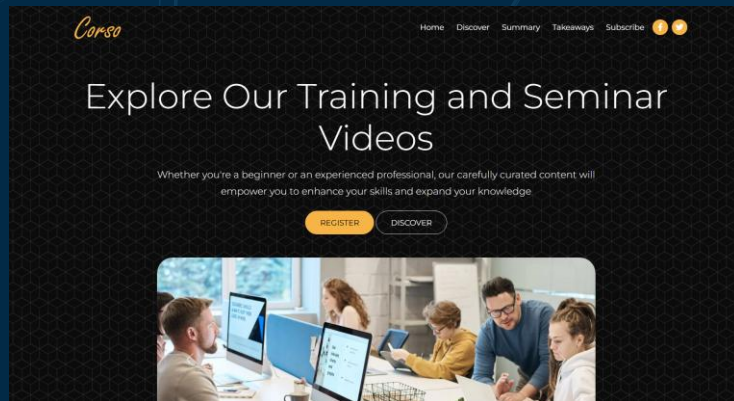 Corso
Home Discover Summary Takeaways Subscribe
Explore Our Training and Seminar
Videos
Whether you're a beginner or an experienced professional, our carefully curated content will
empower you to enhance your skills and expand your knowledge
REGISTER DISCOVER